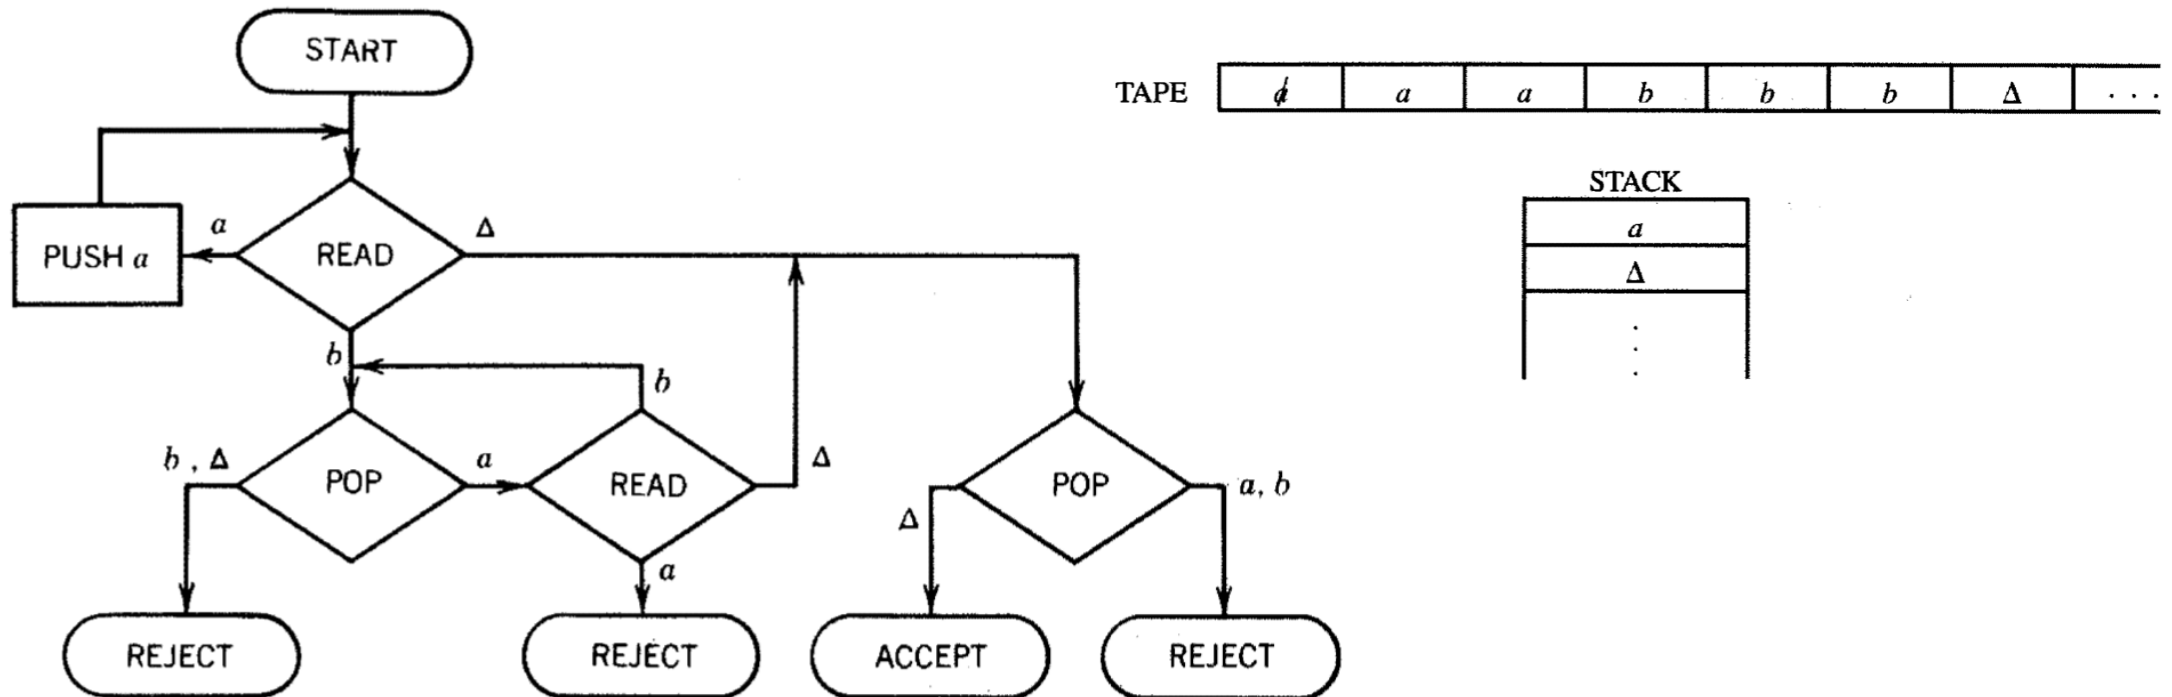 START
TAPE a a a b b b Δ . . .
STACK
a
Δ
.
.
.
a
Δ
PUSH a
READ
b
b
b , Δ
a
Δ
POP
READ
POP
a, b
Δ
a
REJECT
REJECT
ACCEPT
REJECT